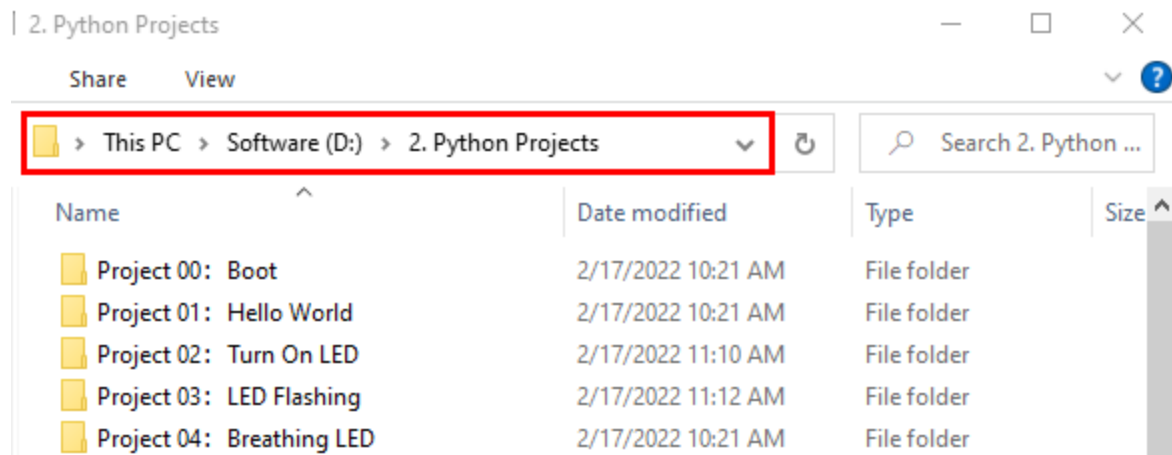 2. Python Projects
Share View
> This PC > Software (D:) > 2. Python Projects Search 2. Python ...
Name Date modified Type Size
Project 00：Boot 2/17/2022 10:21 AM File folder
Project 01：Hello World 2/17/2022 10:21 AM File folder
Project 02：Turn On LED 2/17/2022 11:10 AM File folder
Project 03：LED Flashing 2/17/2022 11:12 AM File folder
Project 04：Breathing LED 2/17/2022 10:21 AM File folder